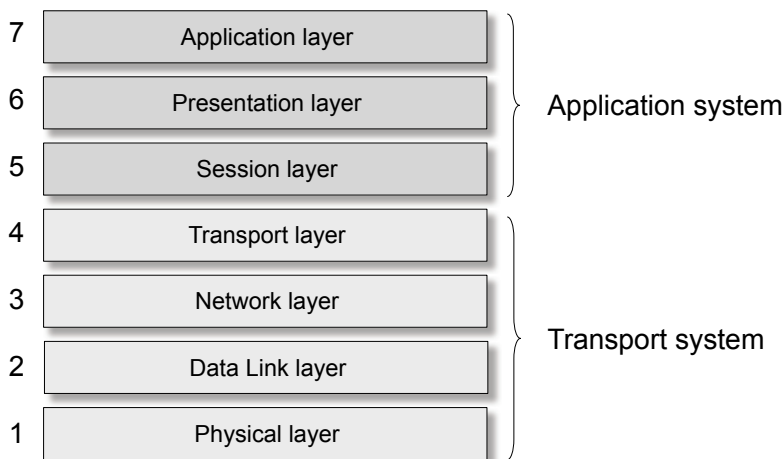 7 Application layer
6 Presentation layer
Application system
5 Session layer
4 Transport layer
3 Network layer
Transport system
2 Data Link layer
1 Physical layer